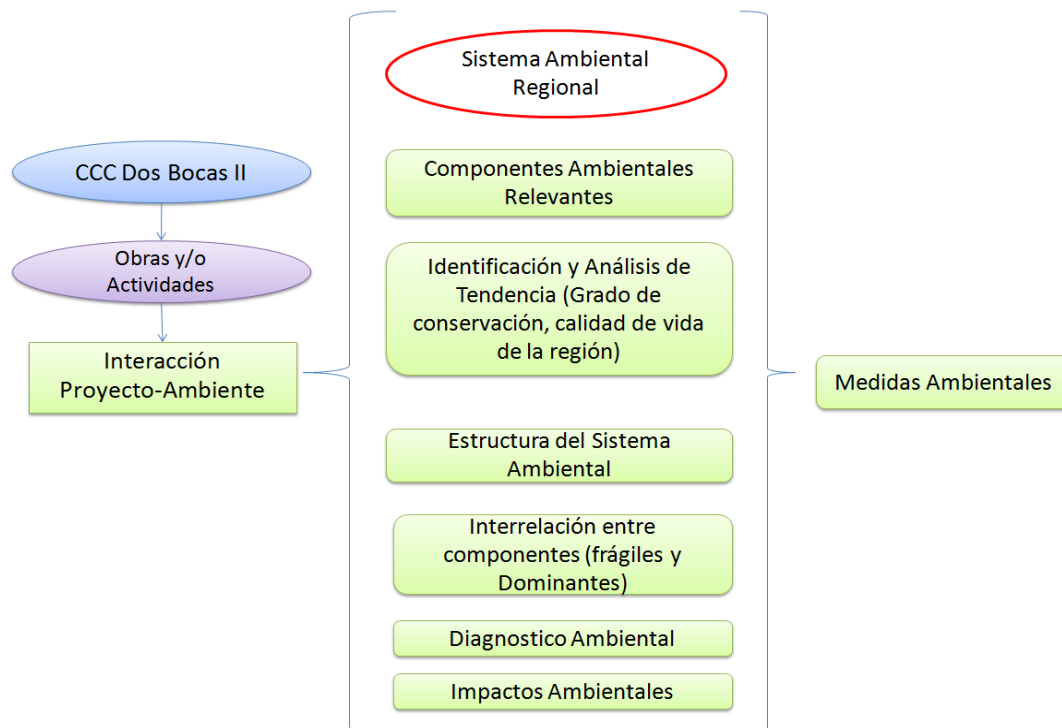 CCC Dos Bocas II
Obras y/o
Actividades
Interacción
Proyecto-Ambiente
Sistema Ambiental
Regional
Componentes Ambientales
Relevantes
Identificación y Análisis de
Tendencia (Grado de
conservación, calidad de vida
de la región)
Estructura del Sistema
Ambiental
Interrelación entre
componentes (frágiles y
Dominantes)
Diagnostico Ambiental
Impactos Ambientales
Medidas Ambientales